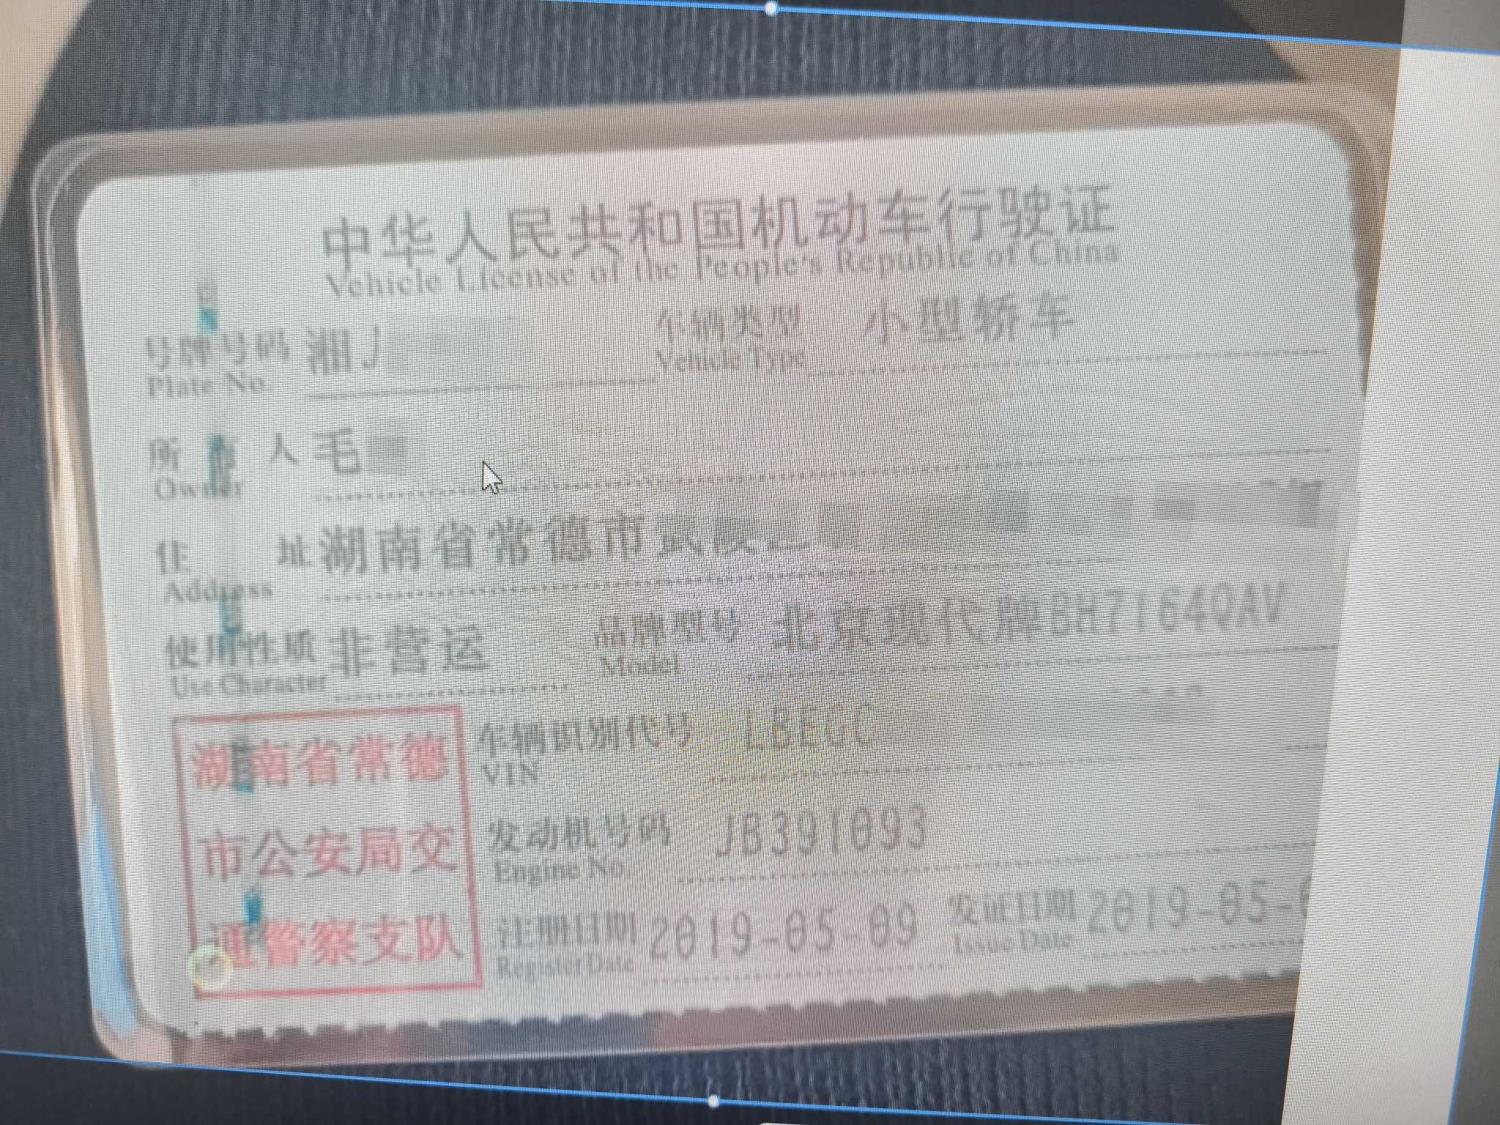 中华人民共和国机动车行驶证
Vehicle License of the People's Republic of China
号牌号码 湘J 车辆类型 小型轿车
Plate No. Vehicle Type
所有人 毛
Owner
住址 湖南省常德市武陵
Address
使用性质 非营运 品牌型号 北京现代牌BH7164QAV
Use Character Model
车辆识别代号 LBEGC
VIN
发动机号码 JB391093
Engine No.
注册日期 2019-05-09 发证日期 2019-05-
Register Date Issue Date
湖南省常德
市公安局交
通警察支队